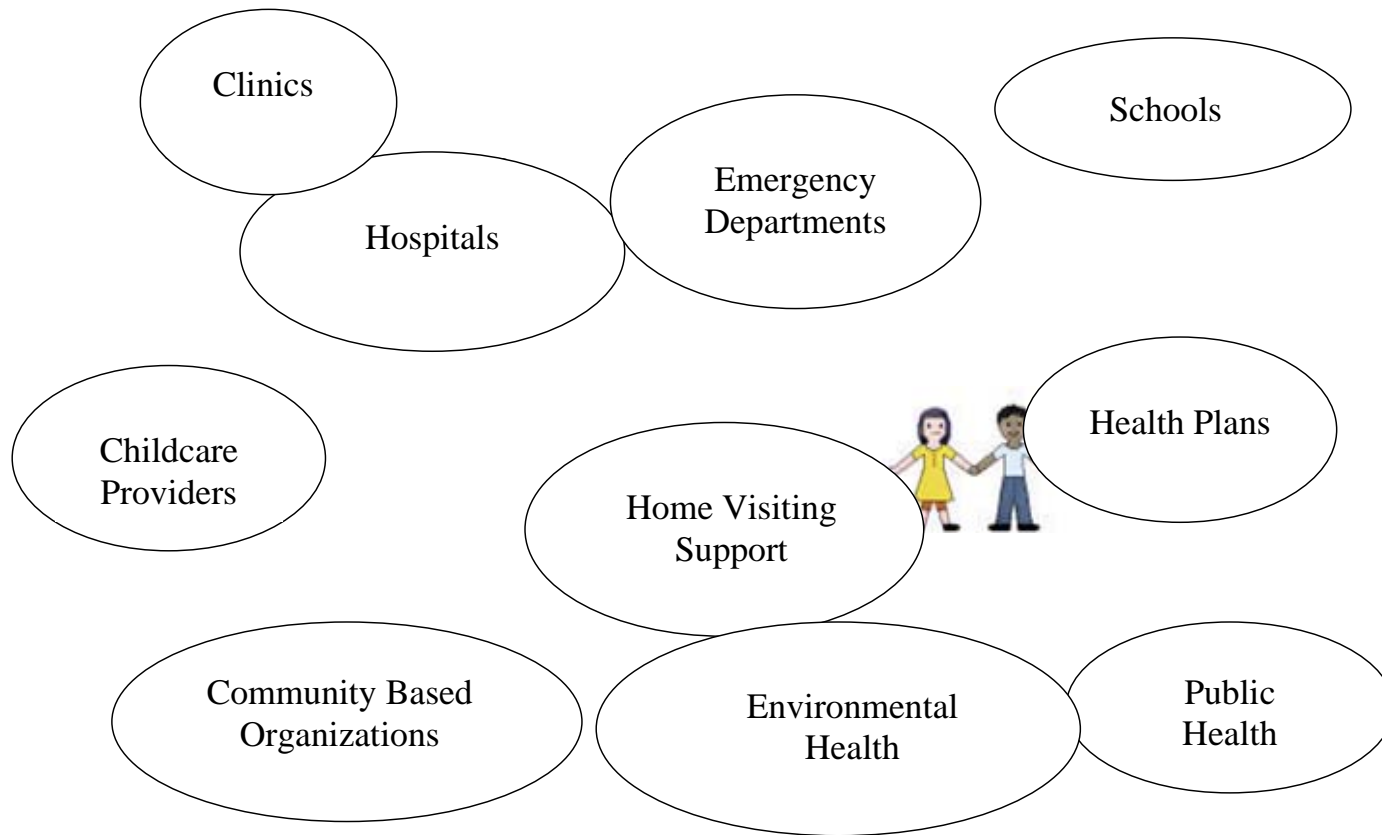 Clinics
Schools
Emergency
Departments
Hospitals
Health Plans
Childcare
Providers
Home Visiting
Support
Community Based
Organizations
Environmental
Health
Public
Health